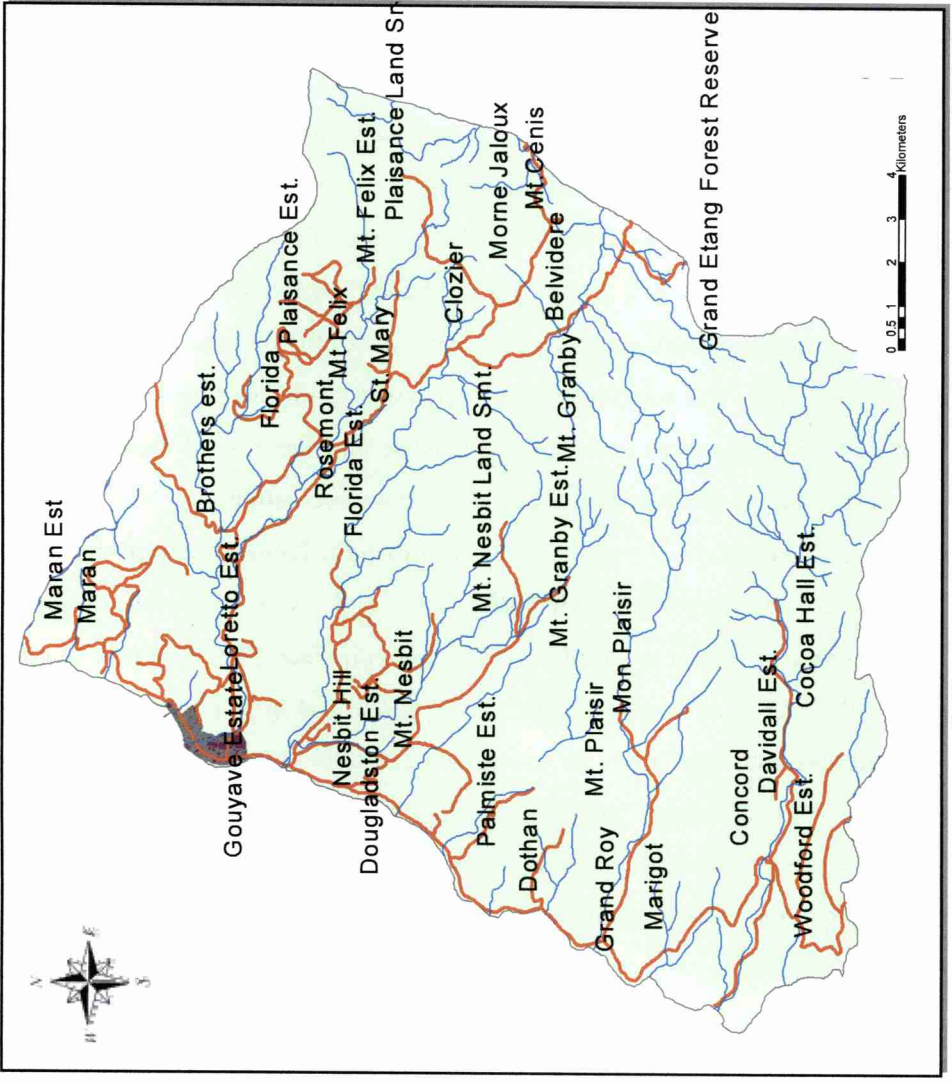 N
W
E
S
Maran Est
Maran
Brothers est.
Gouyave Estate
Loretto Est.
Florida
Plaisance Est.
Rosemont
Mt Felix
Mt. Felix Est.
Florida Est.
St. Mary
Plaisance Land Sm
Nesbit Hill
Dougladston Est.
Mt. Nesbit
Clozier
Mt. Nesbit Land Smt.
Morne Jaloux
Mt.Cenis
Palmiste Est.
Dothan
Mt. Granby Est.
Mt. Granby
Belvidere
Mt. Plaisir
Mon Plaisir
Grand Roy
Marigot
Grand Etang Forest Reserve
Concord
Davidall Est.
Woodford Est.
Cocoa Hall Est.
0 0.5 1 2 3 4
Kilometers